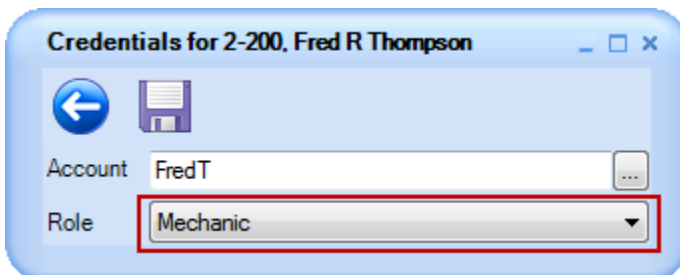 Credentials for 2-200, Fred R Thompson
Account FredT ...
Role Mechanic